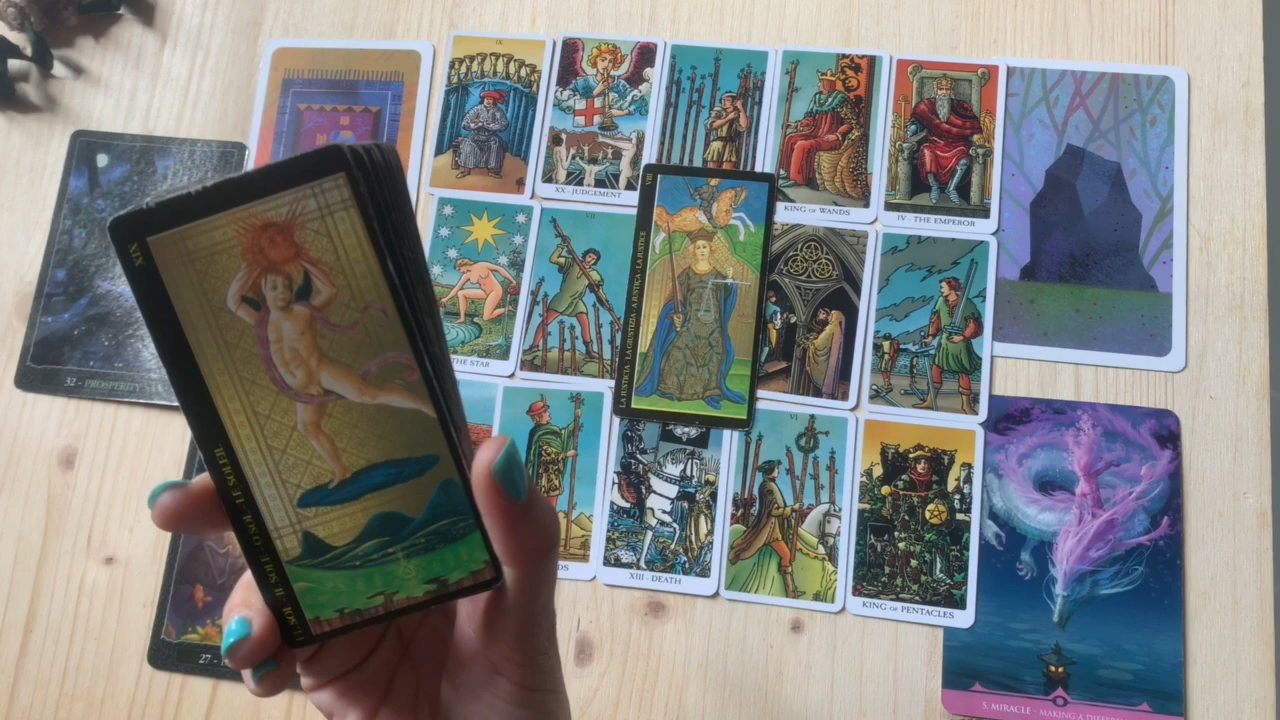 IX
XX - JUDGEMENT
IX
KING OF WANDS
IV - THE EMPEROR
32 - PROSPERITY
XIX
EL SOL - IL SOLE - O SOL - LE SOLEIL
THE STAR
VII
VIII
LA JUSTICIA - LA GIUSTIZIA - A JUSTIÇA - LA JUSTICE
XIII - DEATH
VI
KING OF PENTACLES
27 -
5. MIRACLE - MAKING A